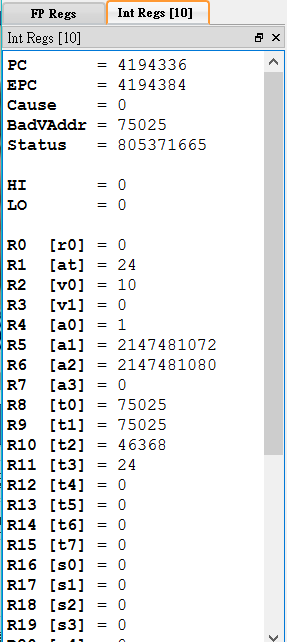 FP Regs Int Regs [10]
Int Regs [10]
PC = 4194336
EPC = 4194384
Cause = 0
BadVAddr = 75025
Status = 805371665
HI = 0
LO = 0
R0 [r0] = 0
R1 [at] = 24
R2 [v0] = 10
R3 [v1] = 0
R4 [a0] = 1
R5 [a1] = 2147481072
R6 [a2] = 2147481080
R7 [a3] = 0
R8 [t0] = 75025
R9 [t1] = 75025
R10 [t2] = 46368
R11 [t3] = 24
R12 [t4] = 0
R13 [t5] = 0
R14 [t6] = 0
R15 [t7] = 0
R16 [s0] = 0
R17 [s1] = 0
R18 [s2] = 0
R19 [s3] = 0